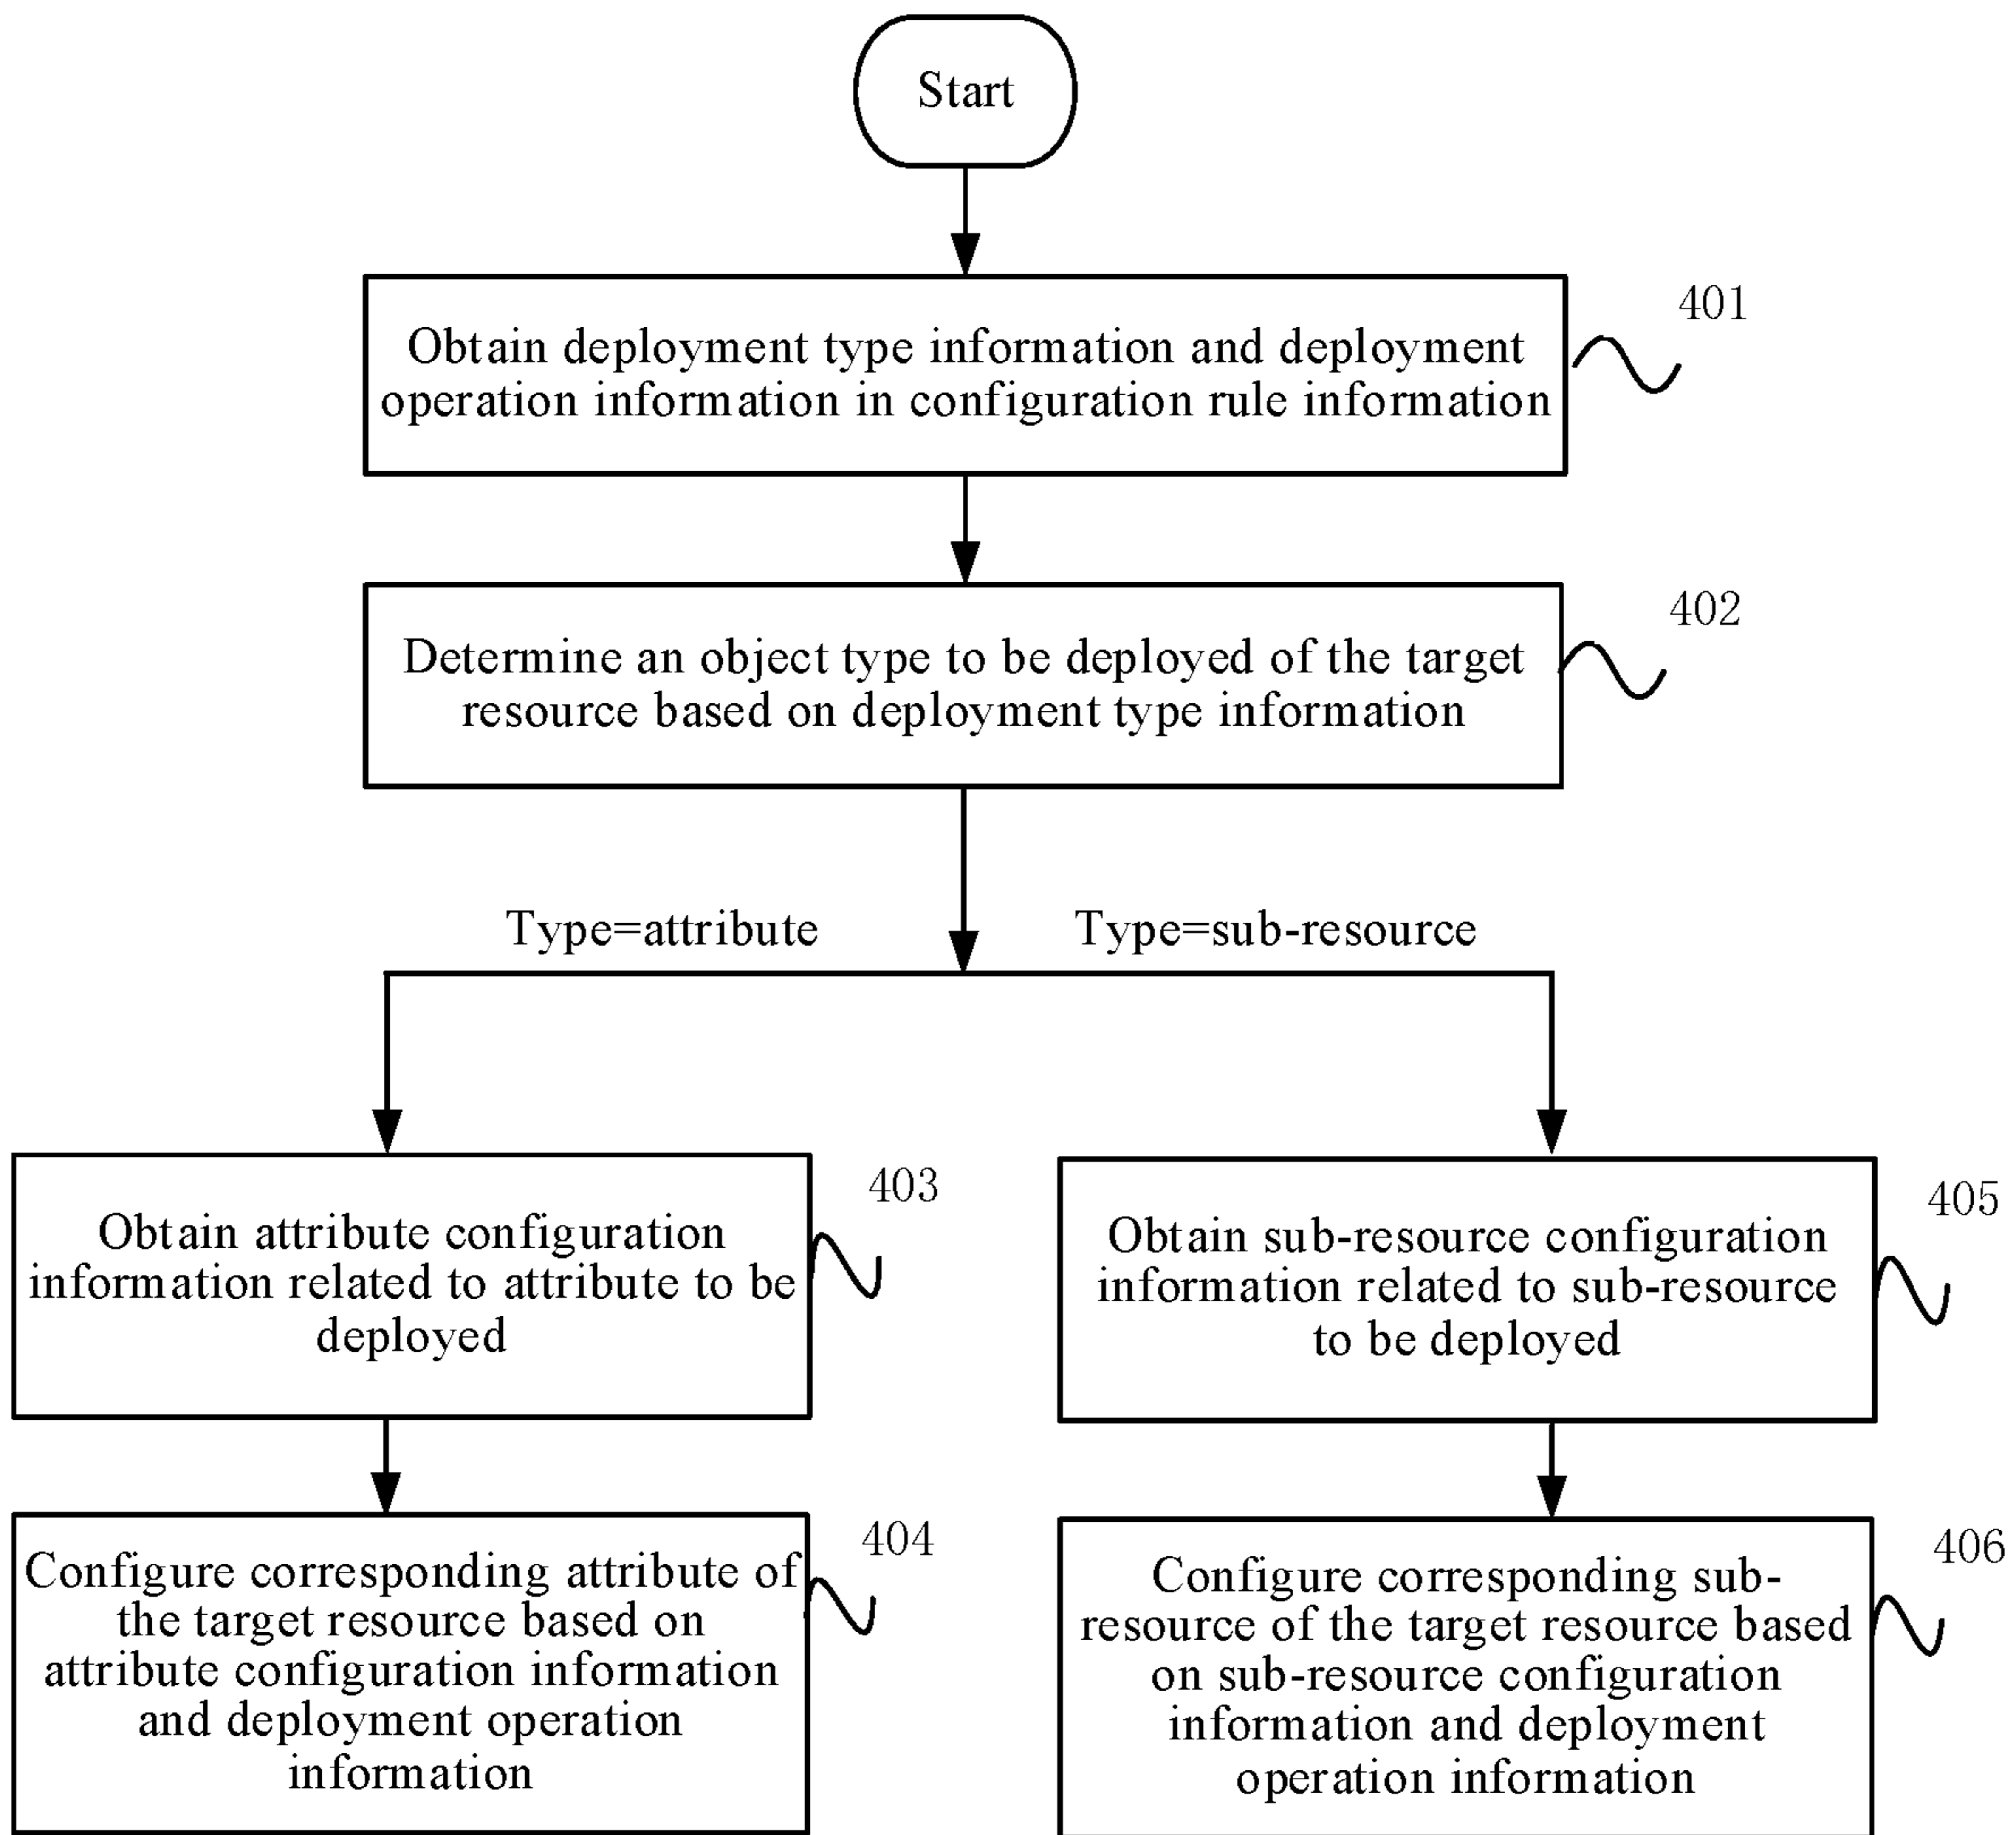 Start
401
Obtain deployment type information and deployment
operation information in configuration rule information
402
Determine an object type to be deployed of the target
resource based on deployment type information
Type=attribute
Type=sub-resource
403
Obtain attribute configuration
information related to attribute to be
deployed
405
Obtain sub-resource configuration
information related to sub-resource
to be deployed
404
Configure corresponding attribute of
the target resource based on
attribute configuration information
and deployment operation
information
406
Configure corresponding sub-
resource of the target resource based
on sub-resource configuration
information and deployment
operation information